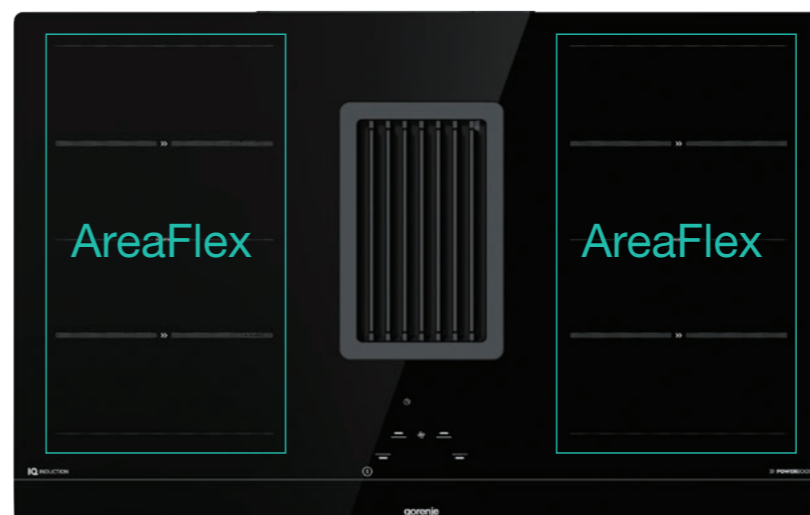 AreaFlex
AreaFlex
IQ INDUCTION
POWERBOOST
gorenje